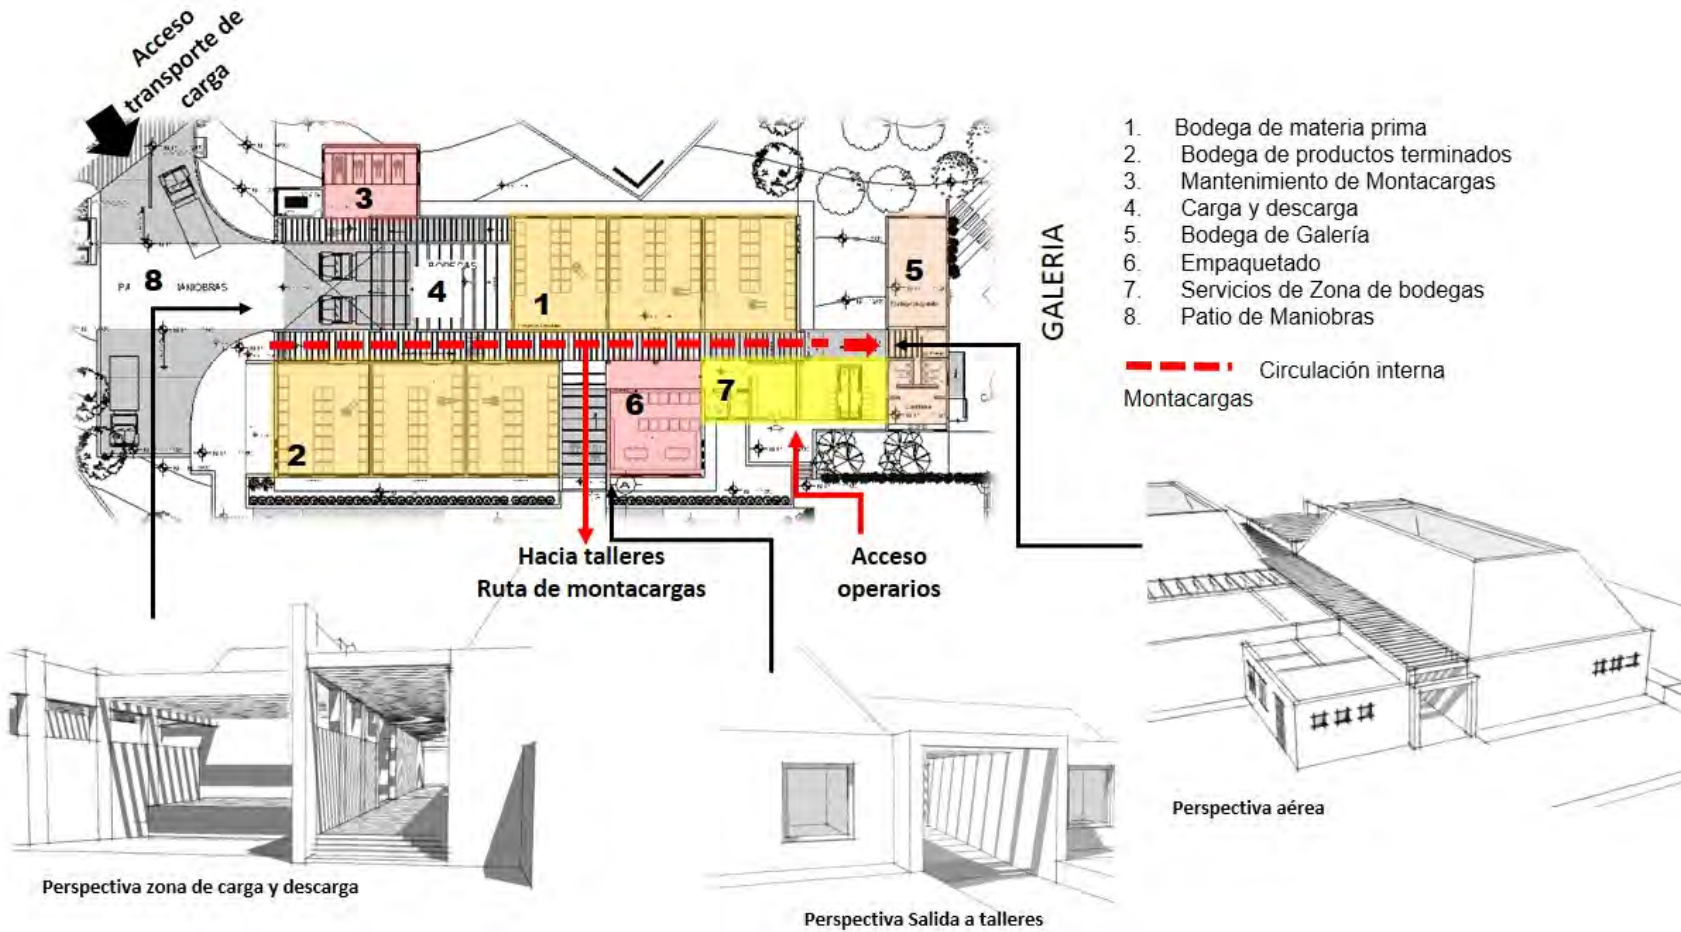 Acceso
transporte de
carga
3
8
PA
MANIOBRAS
4
BODEGAS
1
5
2
6
7
A
GALERIA
Hacia talleres
Ruta de montacargas
Acceso
operarios
1. Bodega de materia prima
2. Bodega de productos terminados
3. Mantenimiento de Montacargas
4. Carga y descarga
5. Bodega de Galería
6. Empaquetado
7. Servicios de Zona de bodegas
8. Patio de Maniobras
Circulación interna
Montacargas
Perspectiva zona de carga y descarga
Perspectiva Salida a talleres
Perspectiva aérea